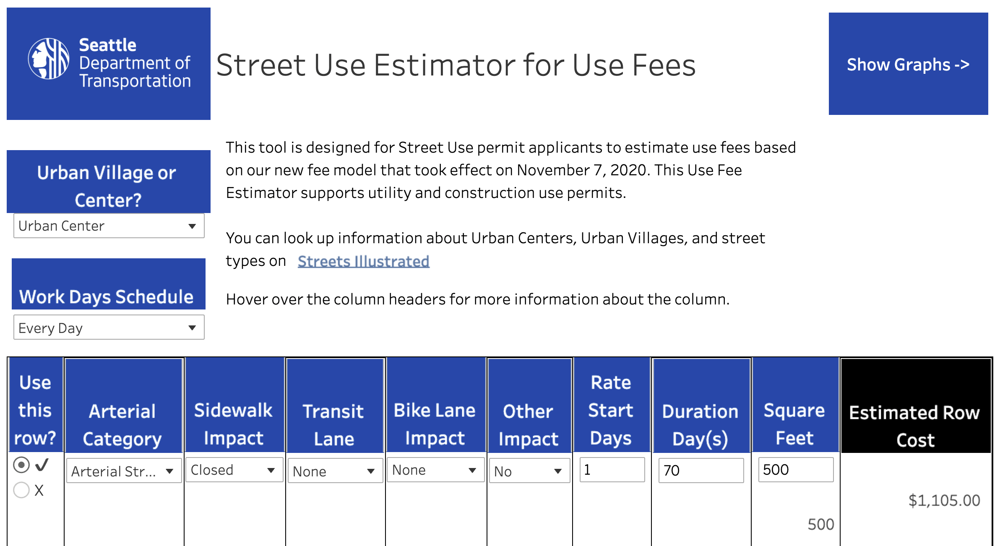 Seattle
Department of
Transportation
Street Use Estimator for Use Fees
Show Graphs ->
Urban Village or
Center?
Urban Center
Work Days Schedule
Every Day
This tool is designed for Street Use permit applicants to estimate use fees based
on our new fee model that took effect on November 7, 2020. This Use Fee
Estimator supports utility and construction use permits.
You can look up information about Urban Centers, Urban Villages, and street
types on Streets Illustrated
Hover over the column headers for more information about the column.
Use
this
row?
Arterial
Category
Sidewalk
Impact
Transit
Lane
Bike Lane
Impact
Other
Impact
Rate
Start
Days
Duration
Day(s)
Square
Feet
Estimated Row
Cost
✓
X
Arterial Str...
Closed
None
None
No
1
70
500
500
$1,105.00